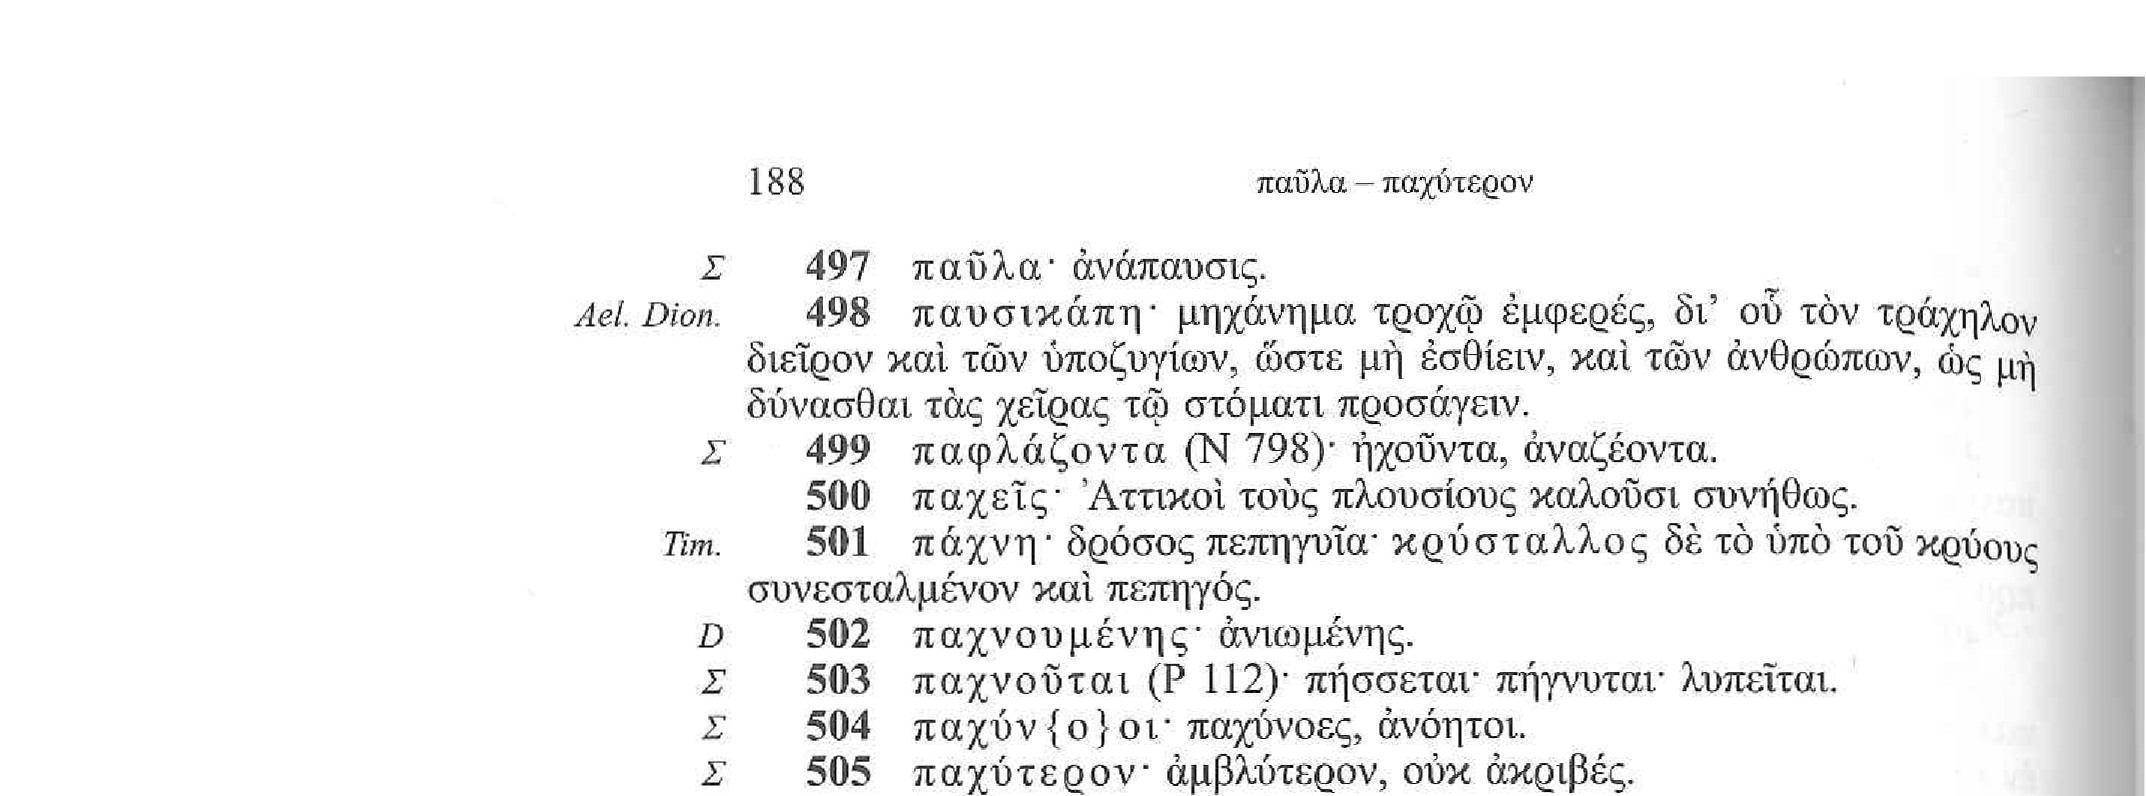 188 παῦλα – παχύτερον
Σ 497 παῦλα· ἀνάπαυσις.
Ael. Dion. 498 παυσικάπη· μηχάνημα τροχῷ ἐμφερές, δι’ οὗ τὸν τράχηλον
διεῖρον καὶ τῶν ὑποζυγίων, ὥστε μὴ ἐσθίειν, καὶ τῶν ἀνθρώπων, ὡς μὴ
δύνασθαι τὰς χεῖρας τῷ στόματι προσάγειν.
Σ 499 παφλάζοντα (Ν 798)· ἠχοῦντα, ἀναζέοντα.
500 παχεῖς· Ἀττικοὶ τοὺς πλουσίους καλοῦσι συνήθως.
Tim. 501 πάχνη· δρόσος πεπηγυῖα· κρύσταλλος δὲ τὸ ὑπὸ τοῦ κρύους
συνεσταλμένον καὶ πεπηγός.
D 502 παχνουμένης· ἀνιωμένης.
Σ 503 παχνοῦται (Ρ 112)· πήσσεται· πήγνυται· λυπεῖται.
Σ 504 παχύν{ο}οι· παχύνοες, ἀνόητοι.
Σ 505 παχύτερον· ἀμβλύτερον, οὐκ ἀκριβές.